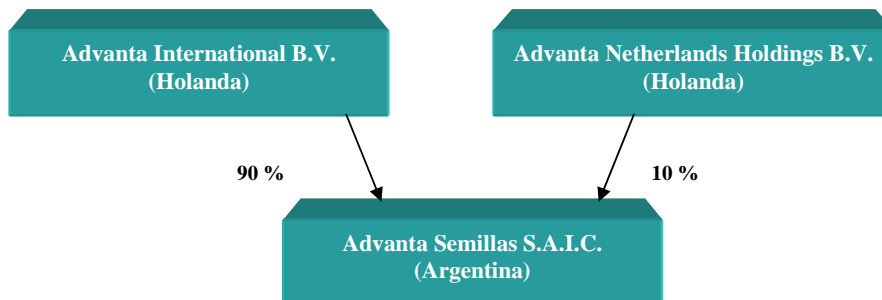 Advanta International B.V.
(Holanda)
Advanta Netherlands Holdings B.V.
(Holanda)
90 %
10 %
Advanta Semillas S.A.I.C.
(Argentina)